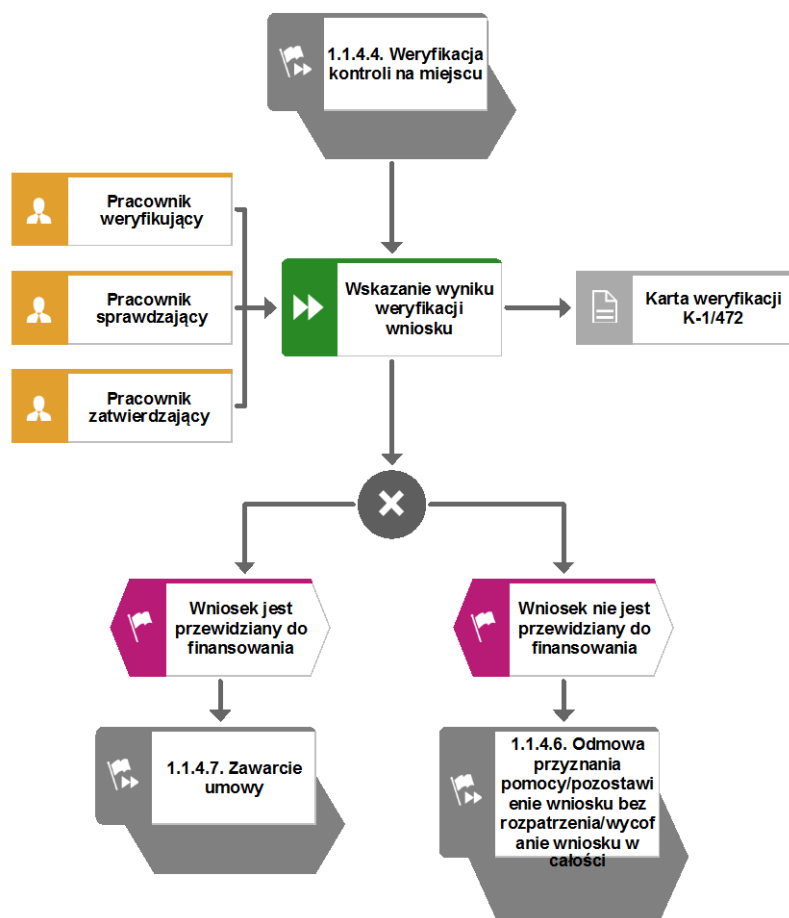 1.1.4.4. Weryfikacja
kontroli na miejscu
Pracownik
weryfikujący
Pracownik
sprawdzający
Pracownik
zatwierdzający
Wskazanie wyniku
weryfikacji
wniosku
Karta weryfikacji
K-1/472
Wniosek jest
przewidziany do
finansowania
Wniosek nie jest
przewidziany do
finansowania
1.1.4.7. Zawarcie
umowy
1.1.4.6. Odmowa
przyznania
pomocy/pozostawi
enie wniosku bez
rozpatrzenia/wycof
anie wniosku w
całości